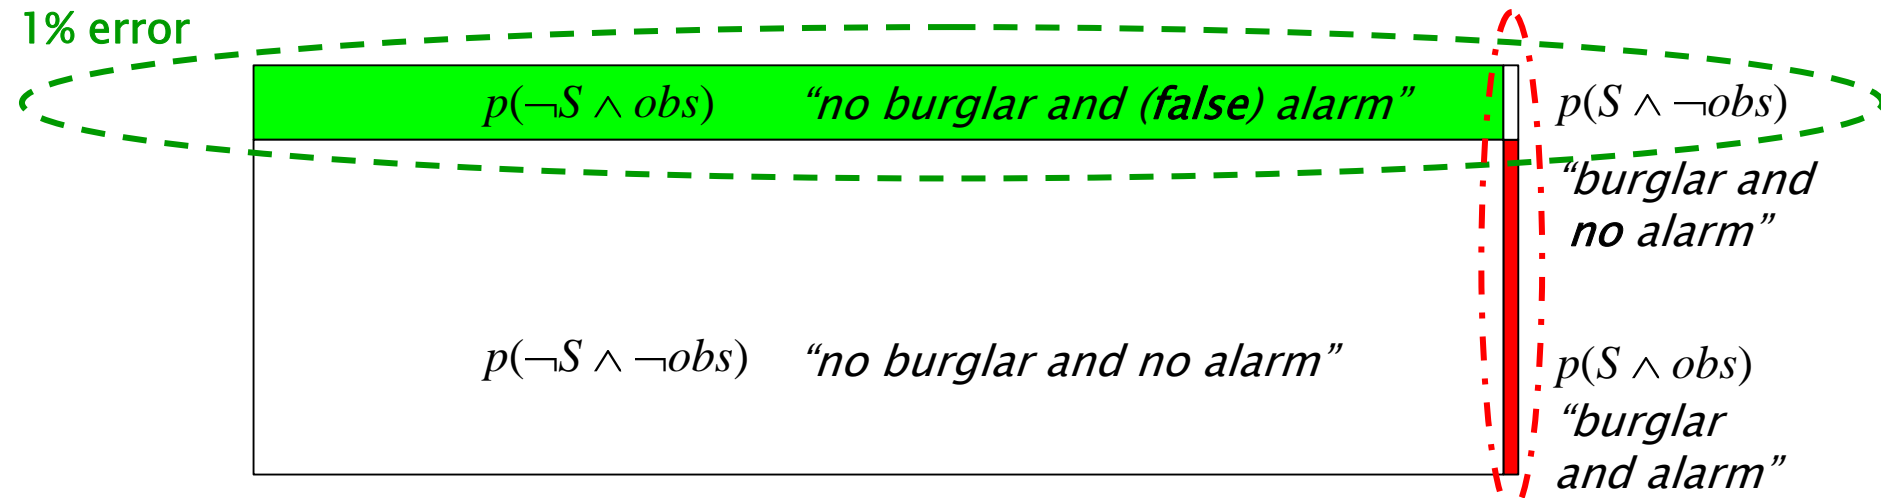 1% error
p(¬S ∧ obs) “no burglar and (false) alarm” p(S ∧ ¬obs)
“burglar and
no alarm”
p(¬S ∧ ¬obs) “no burglar and no alarm” p(S ∧ obs)
“burglar
and alarm”